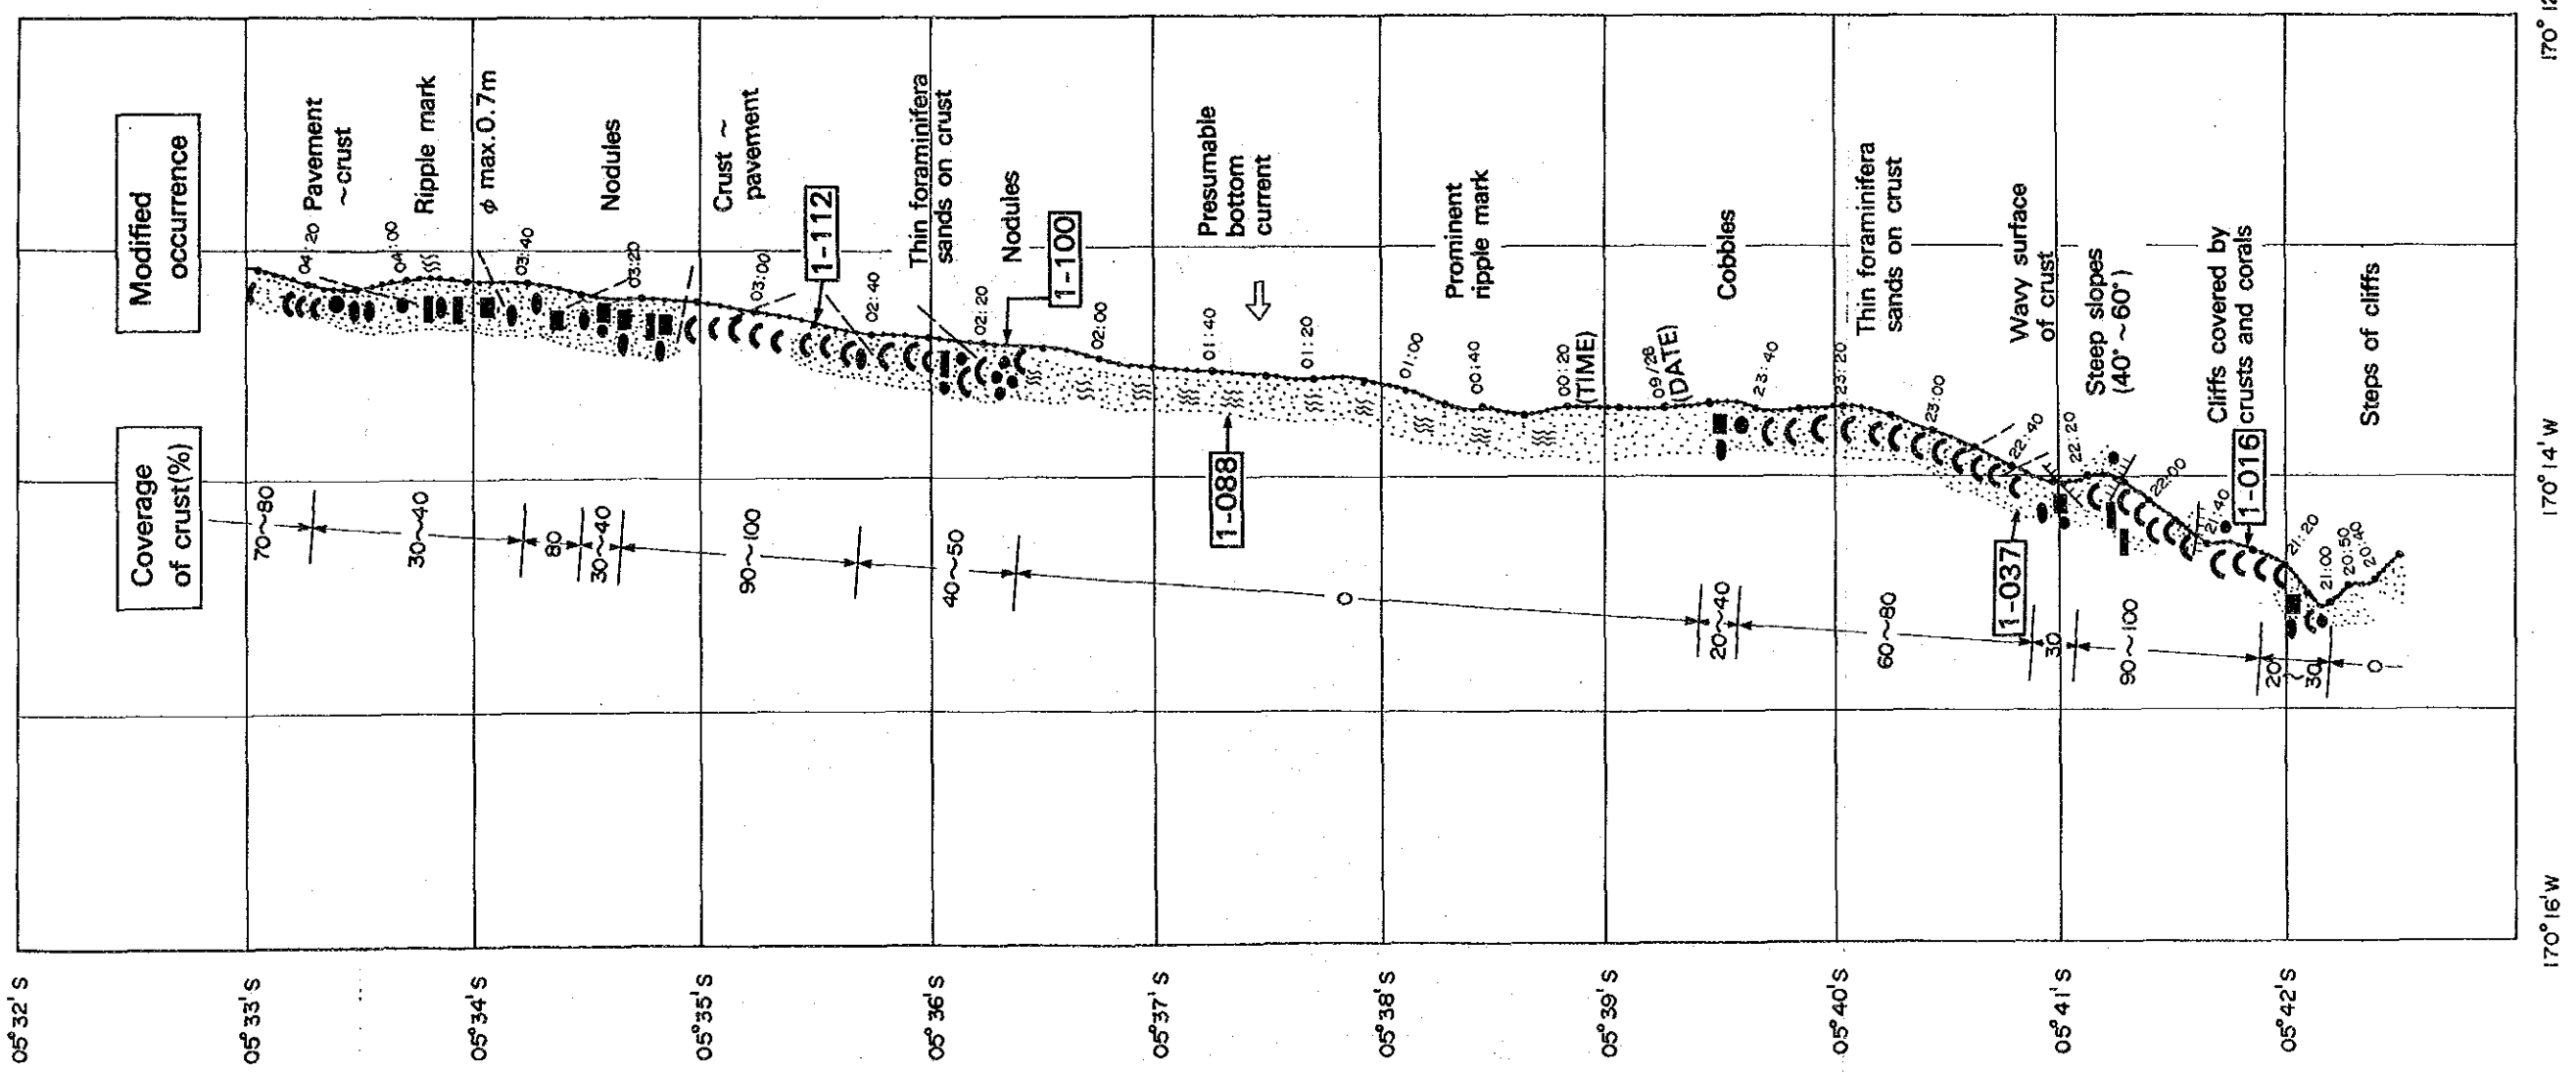 Modified
occurrence
Coverage
of crust(%)
Pavement
~crust
Ripple mark
φ max.0.7m
Nodules
Crust ~
pavement
Thin foraminifera
sands on crust
Nodules
Presumable
bottom
current
Prominent
ripple mark
Cobbles
Thin foraminifera
sands on crust
Wavy surface
of crust
Steep slopes
(40°~60°)
Cliffs covered by
crusts and corals
Steps of cliffs
04:20
04:00
03:40
03:20
03:00
02:40
02:20
02:00
01:40
01:20
01:00
00:40
00:20
(TIME)
09/26
(DATE)
23:40
23:20
23:00
22:40
22:20
22:00
21:40
21:20
21:00
20:50
20:40
1-112
1-100
1-088
1-037
1-016
70~80
30~40
80
30~40
90~100
40~50
0
20~40
60~80
30
90~100
20~30
0
05°32'S
05°33'S
05°34'S
05°35'S
05°36'S
05°37'S
05°38'S
05°39'S
05°40'S
05°41'S
05°42'S
170°16'W
170°14'W
170°12